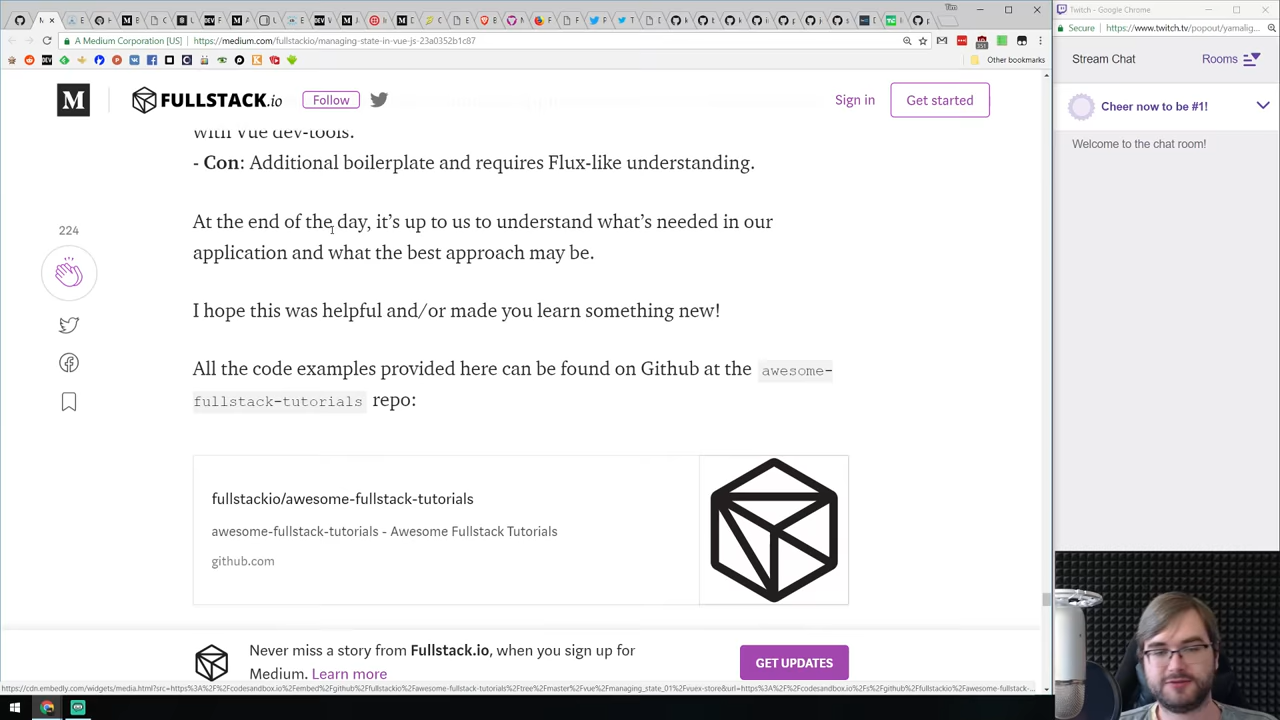 Tim
A Medium Corporation [US] | https://medium.com/fullstackio/managing-state-in-vue-js-23a0352b1c87
Other bookmarks
M FULLSTACK.io Follow Sign in Get started
with Vue dev-tools.
- Con: Additional boilerplate and requires Flux-like understanding.
At the end of the day, it's up to us to understand what's needed in our
application and what the best approach may be.
224
I hope this was helpful and/or made you learn something new!
All the code examples provided here can be found on Github at the awesome-
fullstack-tutorials repo:
fullstackio/awesome-fullstack-tutorials
awesome-fullstack-tutorials - Awesome Fullstack Tutorials
github.com
Never miss a story from Fullstack.io, when you sign up for
Medium. Learn more
GET UPDATES
Twitch - Google Chrome
Secure | https://www.twitch.tv/popout/yamalig...
Stream Chat Rooms
Cheer now to be #1!
Welcome to the chat room!